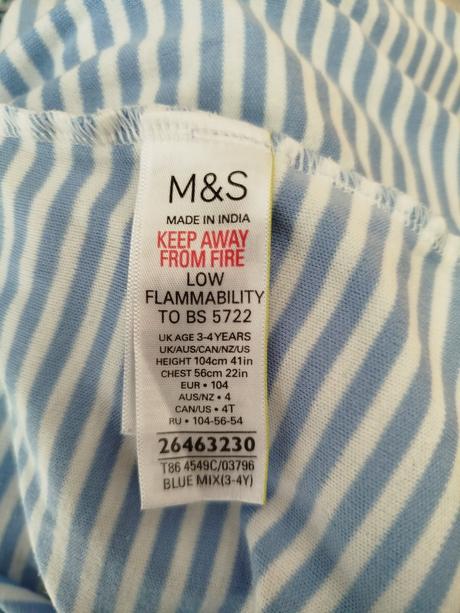 M&S
MADE IN INDIA
KEEP AWAY
FROM FIRE
LOW
FLAMMABILITY
TO BS 5722
UK AGE 3-4 YEARS
UK/AUS/CAN/NZ/US
HEIGHT 104cm 41in
CHEST 56cm 22in
EUR • 104
AUS/NZ • 4
CAN/US • 4T
RU • 104-56-54
26463230
T86 4549C/03796
BLUE MIX(3-4Y)